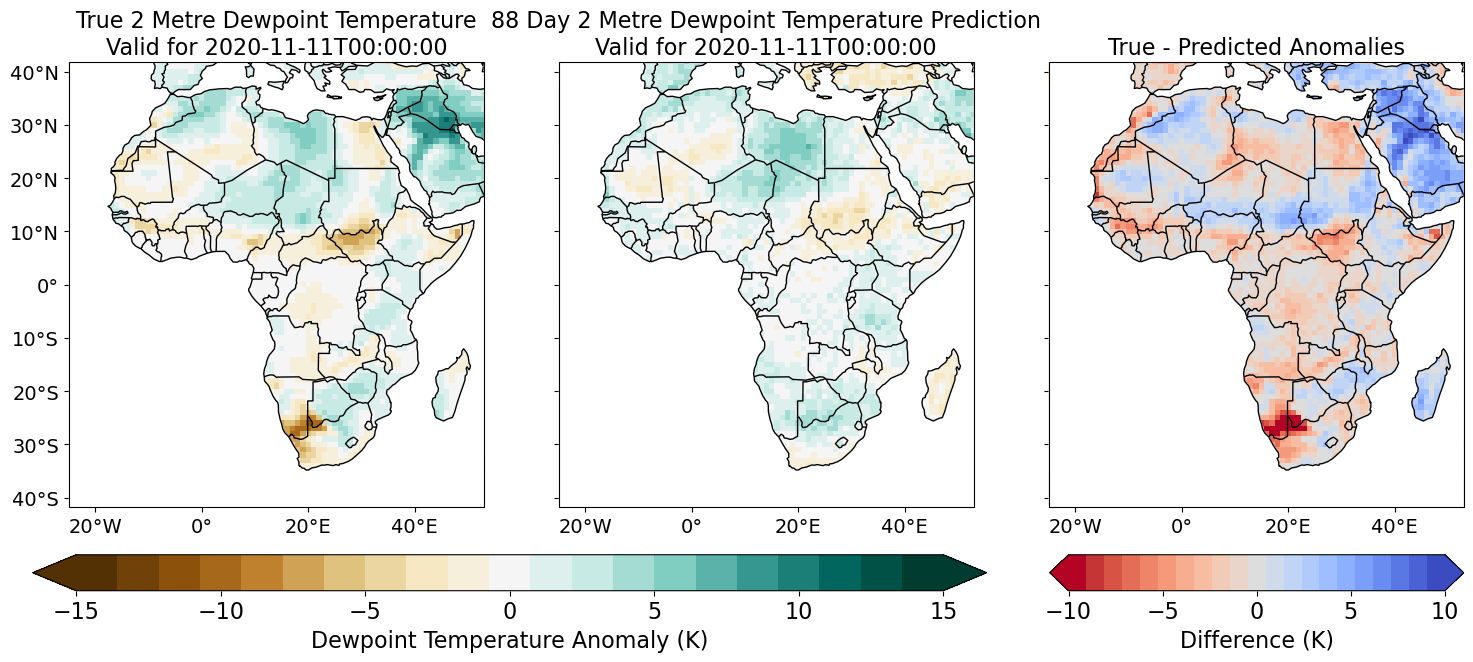 True 2 Metre Dewpoint Temperature
Valid for 2020-11-11T00:00:00
88 Day 2 Metre Dewpoint Temperature Prediction
Valid for 2020-11-11T00:00:00
True - Predicted Anomalies
40°N
30°N
20°N
10°N
0°
10°S
20°S
30°S
40°S
20°W 0° 20°E 40°E
20°W 0° 20°E 40°E
20°W 0° 20°E 40°E
−15 −10 −5 0 5 10 15
Dewpoint Temperature Anomaly (K)
−10 −5 0 5 10
Difference (K)